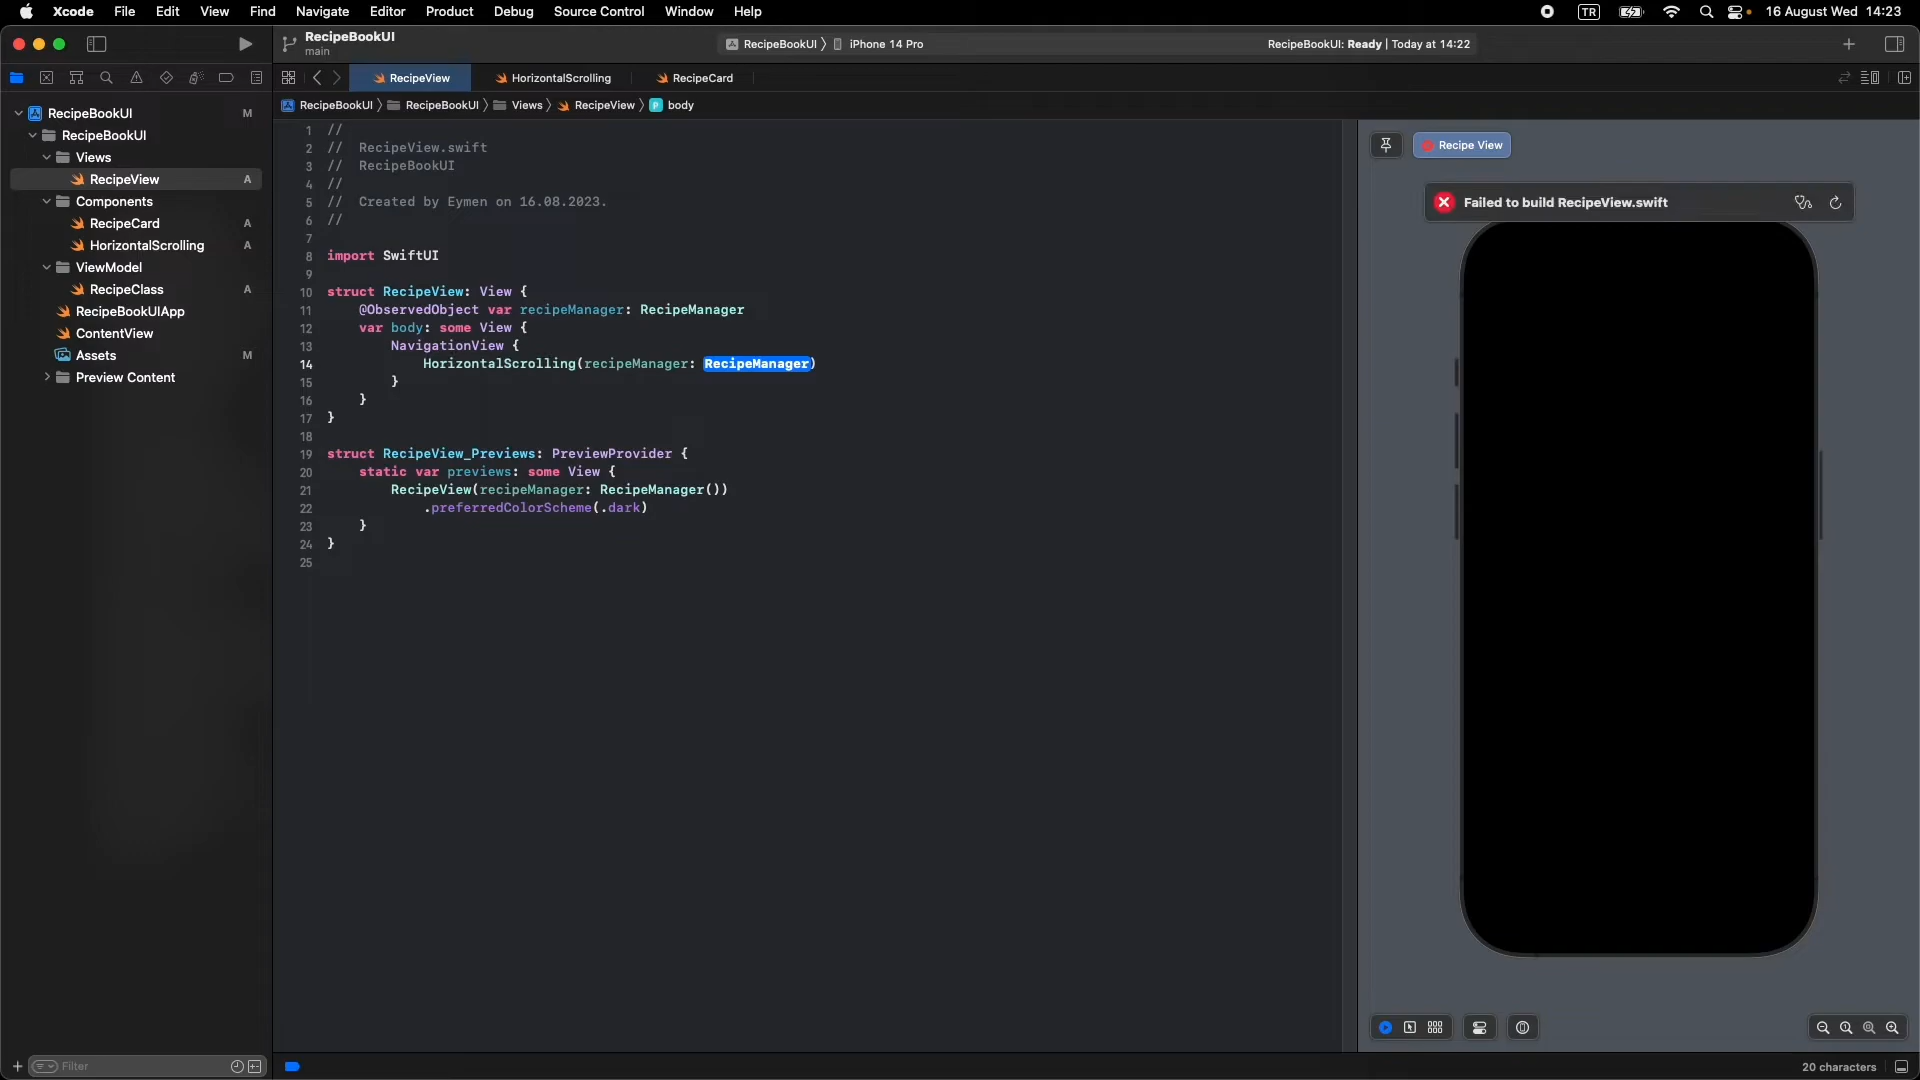 Xcode File Edit View Find Navigate Editor Product Debug Source Control Window Help TR 16 August Wed 14:23
RecipeBookUI
main
RecipeBookUI 〉 iPhone 14 Pro
RecipeBookUI: Ready | Today at 14:22
RecipeView HorizontalScrolling RecipeCard
RecipeBookUI 〉 RecipeBookUI 〉 Views 〉 RecipeView 〉 P body
RecipeBookUI M
RecipeBookUI
Views
RecipeView A
Components
RecipeCard A
HorizontalScrolling A
ViewModel
RecipeClass A
RecipeBookUIApp
ContentView
Assets M
Preview Content
Filter
1 //
2 // RecipeView.swift
3 // RecipeBookUI
4 //
5 // Created by Eymen on 16.08.2023.
6 //
7
8 import SwiftUI
9
10 struct RecipeView: View {
11 @ObservedObject var recipeManager: RecipeManager
12 var body: some View {
13 NavigationView {
14 HorizontalScrolling(recipeManager: RecipeManager)
15 }
16 }
17 }
18
19 struct RecipeView_Previews: PreviewProvider {
20 static var previews: some View {
21 RecipeView(recipeManager: RecipeManager())
22 .preferredColorScheme(.dark)
23 }
24 }
25
Recipe View
Failed to build RecipeView.swift
20 characters